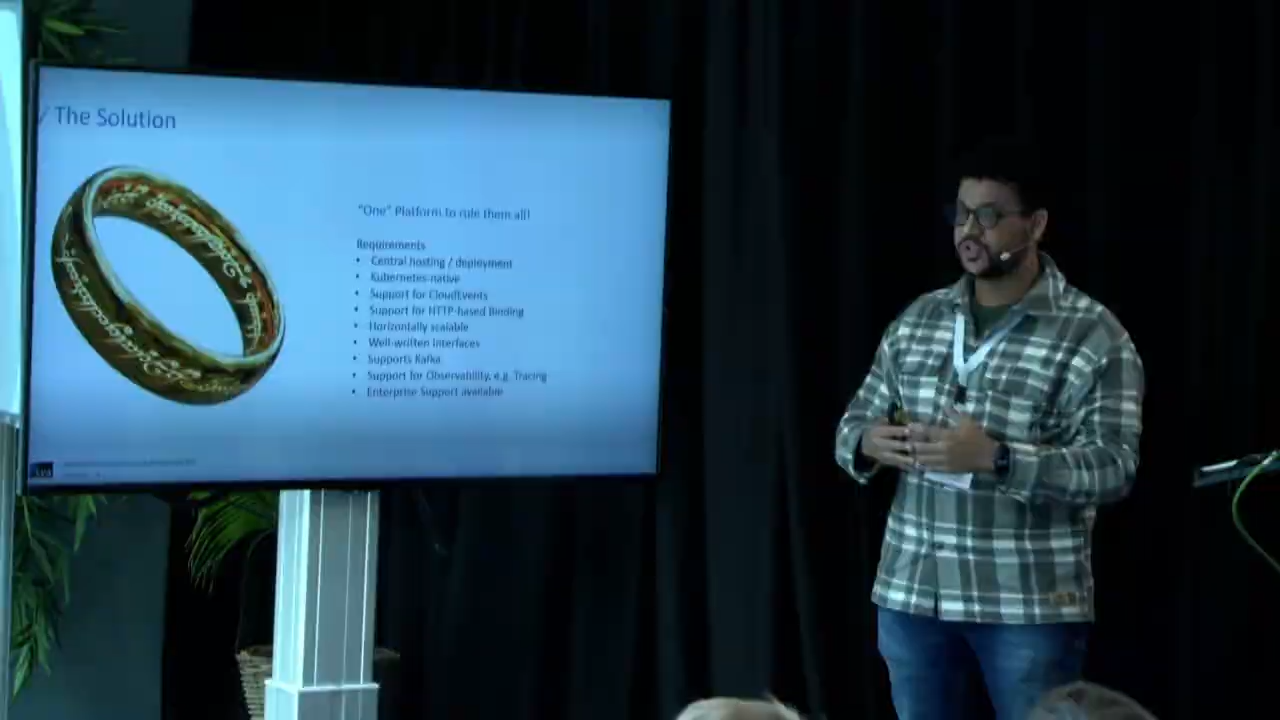 / The Solution
"One" Platform to rule them all!
Requirements
• Central hosting / deployment
• Kubernetes-native
• Support for CloudEvents
• Support for HTTP-based Binding
• Horizontally scalable
• Well-written interfaces
• Supports Kafka
• Support for Observability, e.g. Tracing
• Enterprise Support available